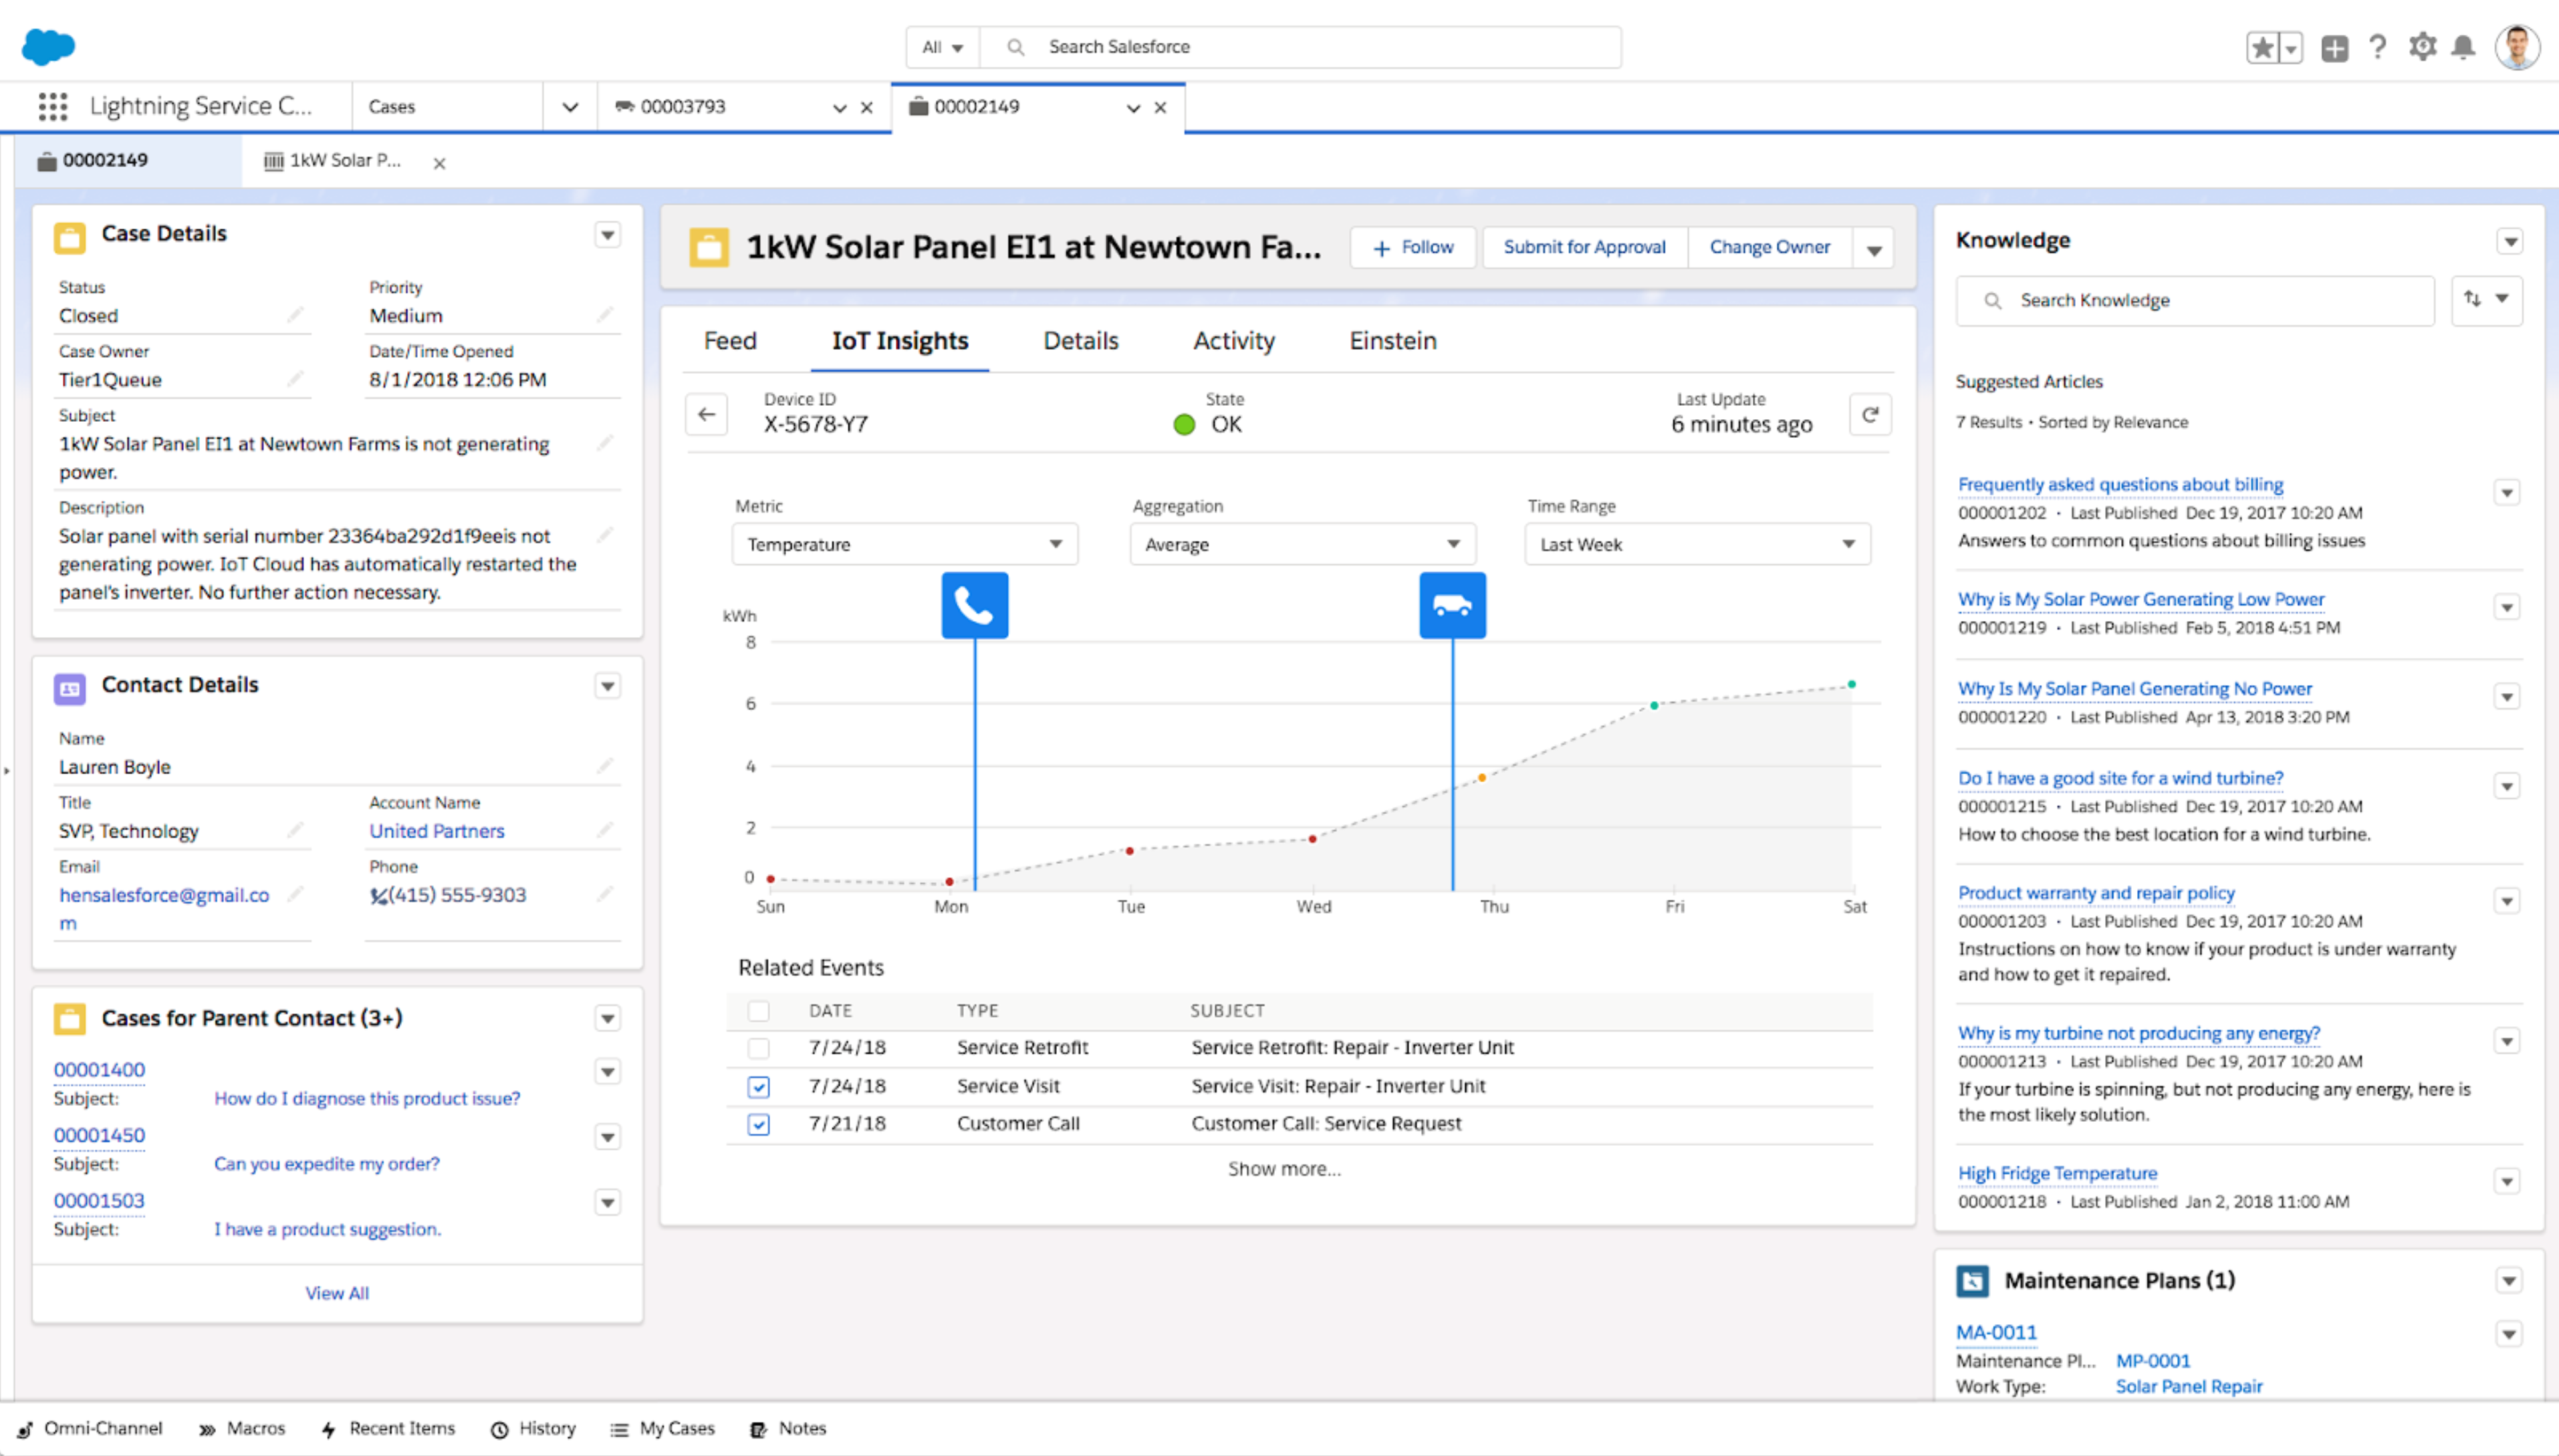 All
Search Salesforce
Lightning Service C...
Cases
00003793
00002149
00002149
1kW Solar P...
Case Details
Status
Priority
Closed
Medium
Case Owner
Date/Time Opened
Tier1Queue
8/1/2018 12:06 PM
Subject
1kW Solar Panel EI1 at Newtown Farms is not generating
power.
Description
Solar panel with serial number 23364ba292d1f9eeis not
generating power. IoT Cloud has automatically restarted the
panel's inverter. No further action necessary.
Contact Details
Name
Lauren Boyle
Title
Account Name
SVP, Technology
United Partners
Email
Phone
hensalesforce@gmail.co
m
(415) 555-9303
Cases for Parent Contact (3+)
00001400
Subject: How do I diagnose this product issue?
00001450
Subject: Can you expedite my order?
00001503
Subject: I have a product suggestion.
View All
1kW Solar Panel EI1 at Newtown Fa...
+ Follow
Submit for Approval
Change Owner
Feed
IoT Insights
Details
Activity
Einstein
Device ID
X-5678-Y7
State
OK
Last Update
6 minutes ago
Metric
Temperature
Aggregation
Average
Time Range
Last Week
kWh
8
6
4
2
0
Sun Mon Tue Wed Thu Fri Sat
Related Events
DATE TYPE SUBJECT
7/24/18 Service Retrofit Service Retrofit: Repair - Inverter Unit
7/24/18 Service Visit Service Visit: Repair - Inverter Unit
7/21/18 Customer Call Customer Call: Service Request
Show more...
Knowledge
Search Knowledge
Suggested Articles
7 Results • Sorted by Relevance
Frequently asked questions about billing
000001202 • Last Published Dec 19, 2017 10:20 AM
Answers to common questions about billing issues
Why is My Solar Power Generating Low Power
000001219 • Last Published Feb 5, 2018 4:51 PM
Why Is My Solar Panel Generating No Power
000001220 • Last Published Apr 13, 2018 3:20 PM
Do I have a good site for a wind turbine?
000001215 • Last Published Dec 19, 2017 10:20 AM
How to choose the best location for a wind turbine.
Product warranty and repair policy
000001203 • Last Published Dec 19, 2017 10:20 AM
Instructions on how to know if your product is under warranty
and how to get it repaired.
Why is my turbine not producing any energy?
000001213 • Last Published Dec 19, 2017 10:20 AM
If your turbine is spinning, but not producing any energy, here is
the most likely solution.
High Fridge Temperature
000001218 • Last Published Jan 2, 2018 11:00 AM
Maintenance Plans (1)
MA-0011
Maintenance Pl... MP-0001
Work Type: Solar Panel Repair
Omni-Channel
Macros
Recent Items
History
My Cases
Notes